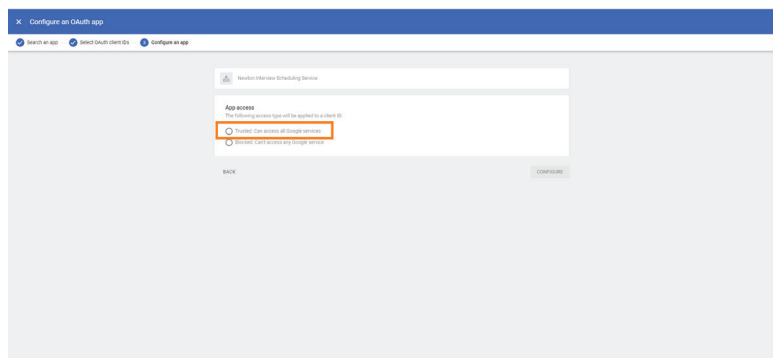 × Configure an OAuth app
Search an app Select OAuth client IDs 3 Configure an app
Newton Interview Scheduling Service
App access
The following access type will be applied to a client ID.
Trusted: Can access all Google services
Blocked: Can't access any Google service
BACK CONFIGURE